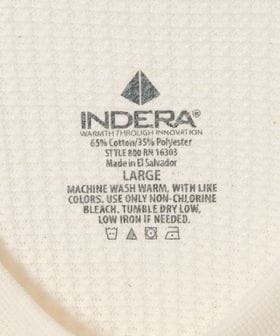 INDERA®
WARMTH THROUGH INNOVATION
65% Cotton/35% Polyester
STYLE 800 RN 16303
Made in El Salvador
LARGE
MACHINE WASH WARM, WITH LIKE
COLORS. USE ONLY NON-CHLORINE
BLEACH. TUMBLE DRY LOW,
LOW IRON IF NEEDED.